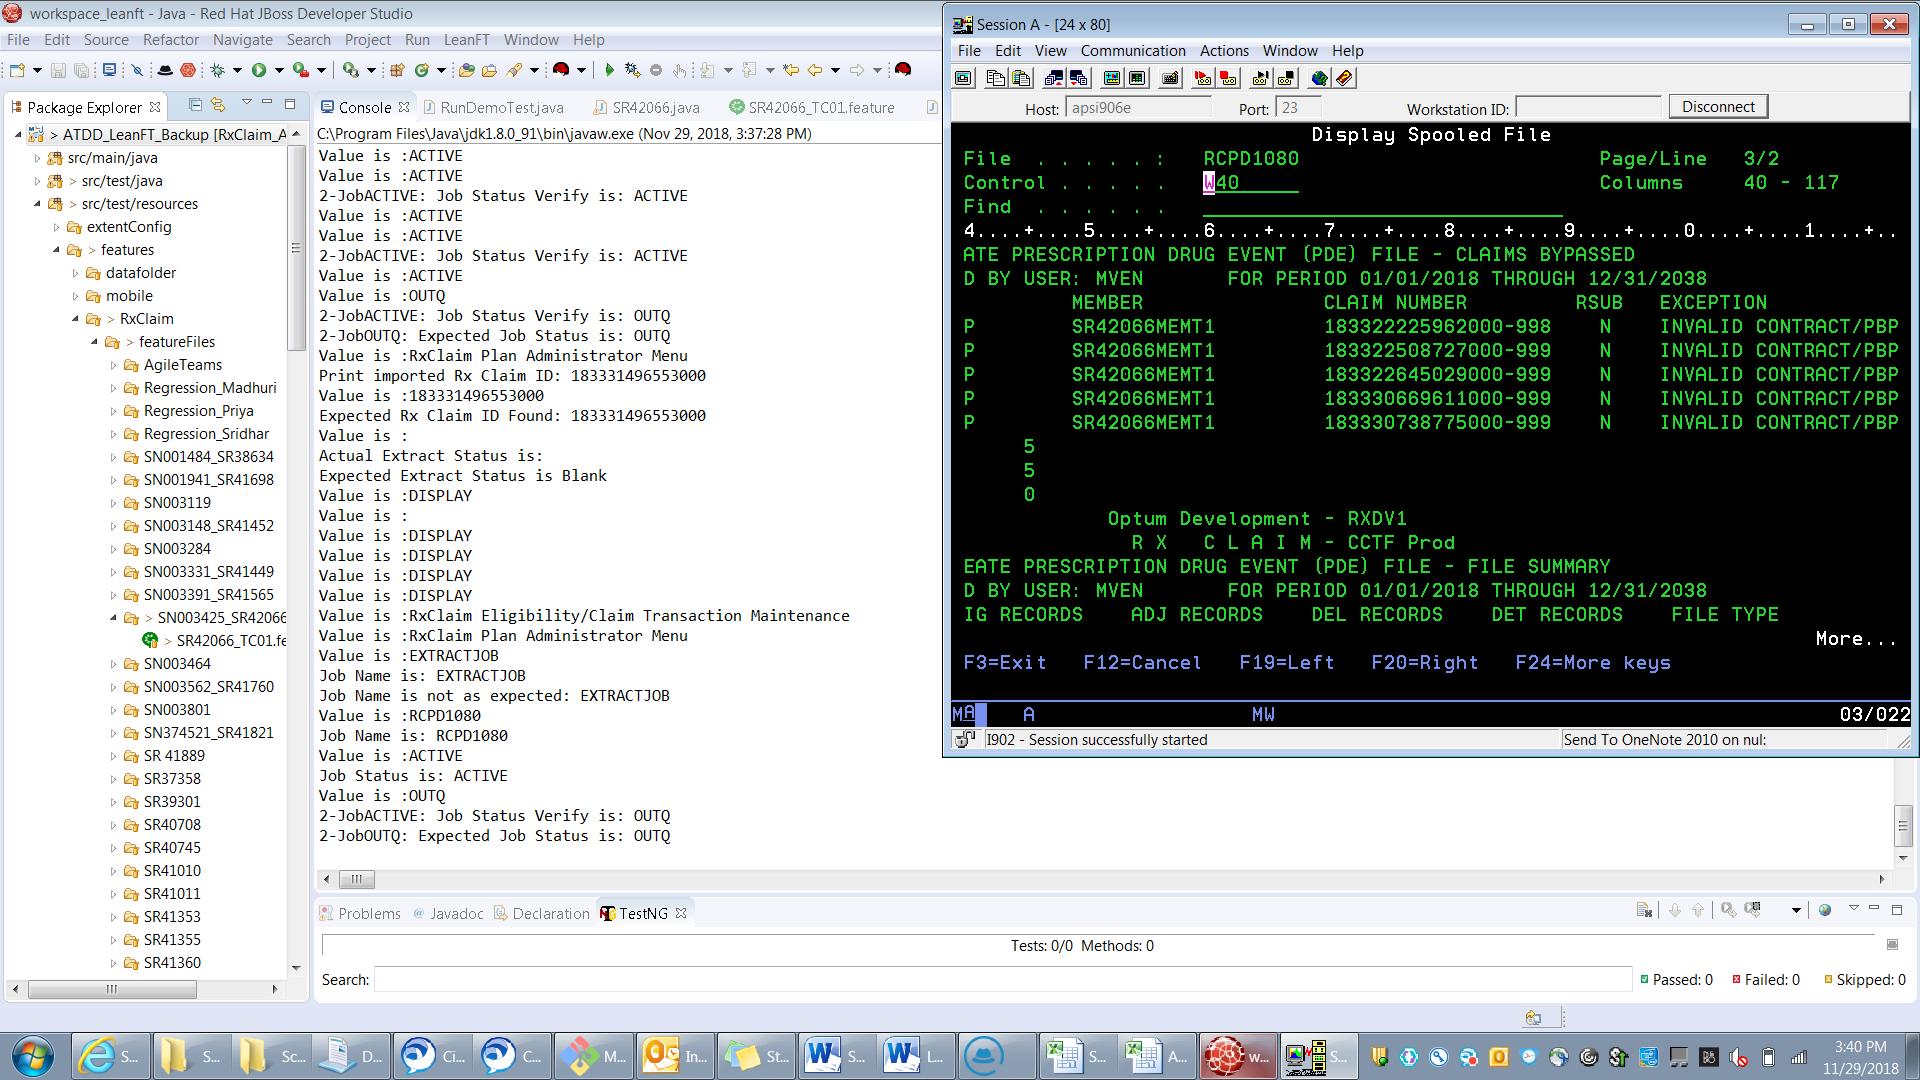 workspace_leanft - Java - Red Hat JBoss Developer Studio
File Edit Source Refactor Navigate Search Project Run LeanFT Window Help
Package Explorer
ATDD_LeanFT_Backup [RxClaim_A
src/main/java
> src/test/java
> src/test/resources
extentConfig
> features
datafolder
mobile
> RxClaim
> featureFiles
AgileTeams
Regression_Madhuri
Regression_Priya
Regression_Sridhar
SN001484_SR38634
SN001941_SR41698
SN003119
SN003148_SR41452
SN003284
SN003331_SR41449
SN003391_SR41565
> SN003425_SR42066
> SR42066_TC01.fe
SN003464
SN003562_SR41760
SN003801
SN374521_SR41821
SR 41889
SR37358
SR39301
SR40708
SR40745
SR41010
SR41011
SR41353
SR41355
SR41360
Console RunDemoTest.java SR42066.java SR42066_TC01.feature
C:\Program Files\Java\jdk1.8.0_91\bin\javaw.exe (Nov 29, 2018, 3:37:28 PM)
Value is :ACTIVE
Value is :ACTIVE
2-JobACTIVE: Job Status Verify is: ACTIVE
Value is :ACTIVE
Value is :ACTIVE
2-JobACTIVE: Job Status Verify is: ACTIVE
Value is :ACTIVE
Value is :OUTQ
2-JobACTIVE: Job Status Verify is: OUTQ
2-JobOUTQ: Expected Job Status is: OUTQ
Value is :RxClaim Plan Administrator Menu
Print imported Rx Claim ID: 183331496553000
Value is :183331496553000
Expected Rx Claim ID Found: 183331496553000
Value is :
Actual Extract Status is:
Expected Extract Status is Blank
Value is :DISPLAY
Value is :
Value is :DISPLAY
Value is :DISPLAY
Value is :DISPLAY
Value is :DISPLAY
Value is :RxClaim Eligibility/Claim Transaction Maintenance
Value is :RxClaim Plan Administrator Menu
Value is :EXTRACTJOB
Job Name is: EXTRACTJOB
Job Name is not as expected: EXTRACTJOB
Value is :RCPD1080
Job Name is: RCPD1080
Value is :ACTIVE
Job Status is: ACTIVE
Value is :OUTQ
2-JobACTIVE: Job Status Verify is: OUTQ
2-JobOUTQ: Expected Job Status is: OUTQ
Problems @ Javadoc Declaration TestNG
Tests: 0/0 Methods: 0
Search:
Passed: 0 Failed: 0 Skipped: 0
Session A - [24 x 80]
File Edit View Communication Actions Window Help
Host: apsi906e Port: 23 Workstation ID: Disconnect
Display Spooled File
File . . . . . : RCPD1080 Page/Line 3/2
Control . . . . . W40 Columns 40 - 117
Find . . . . . .
4....+....5....+....6....+....7....+....8....+....9....+....0....+....1....+..
ATE PRESCRIPTION DRUG EVENT (PDE) FILE - CLAIMS BYPASSED
D BY USER: MVEN FOR PERIOD 01/01/2018 THROUGH 12/31/2038
MEMBER CLAIM NUMBER RSUB EXCEPTION
P SR42066MEMT1 183322225962000-998 N INVALID CONTRACT/PBP
P SR42066MEMT1 183322508727000-999 N INVALID CONTRACT/PBP
P SR42066MEMT1 183322645029000-999 N INVALID CONTRACT/PBP
P SR42066MEMT1 183330669611000-999 N INVALID CONTRACT/PBP
P SR42066MEMT1 183330738775000-999 N INVALID CONTRACT/PBP
5
5
0
Optum Development - RXDV1
R X C L A I M - CCTF Prod
EATE PRESCRIPTION DRUG EVENT (PDE) FILE - FILE SUMMARY
D BY USER: MVEN FOR PERIOD 01/01/2018 THROUGH 12/31/2038
IG RECORDS ADJ RECORDS DEL RECORDS DET RECORDS FILE TYPE
More...
F3=Exit F12=Cancel F19=Left F20=Right F24=More keys
MA A MW 03/022
I902 - Session successfully started Send To OneNote 2010 on nul:
S... S... Sc... D... Ci... C... M... In... St... S... L... S... A... w... S...
3:40 PM
11/29/2018